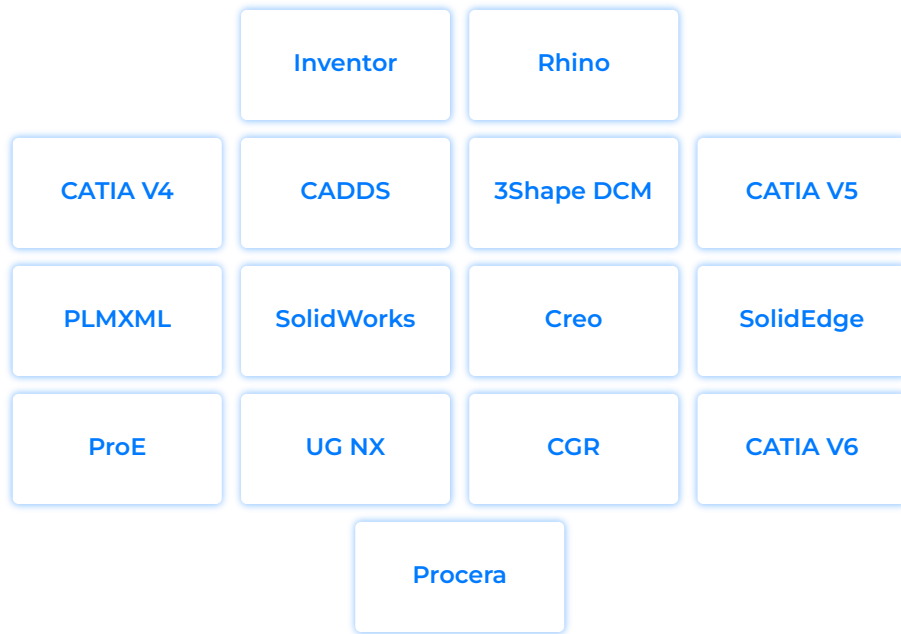 Inventor
Rhino
CATIA V4
CADDS
3Shape DCM
CATIA V5
PLMXML
SolidWorks
Creo
SolidEdge
ProE
UG NX
CGR
CATIA V6
Procera